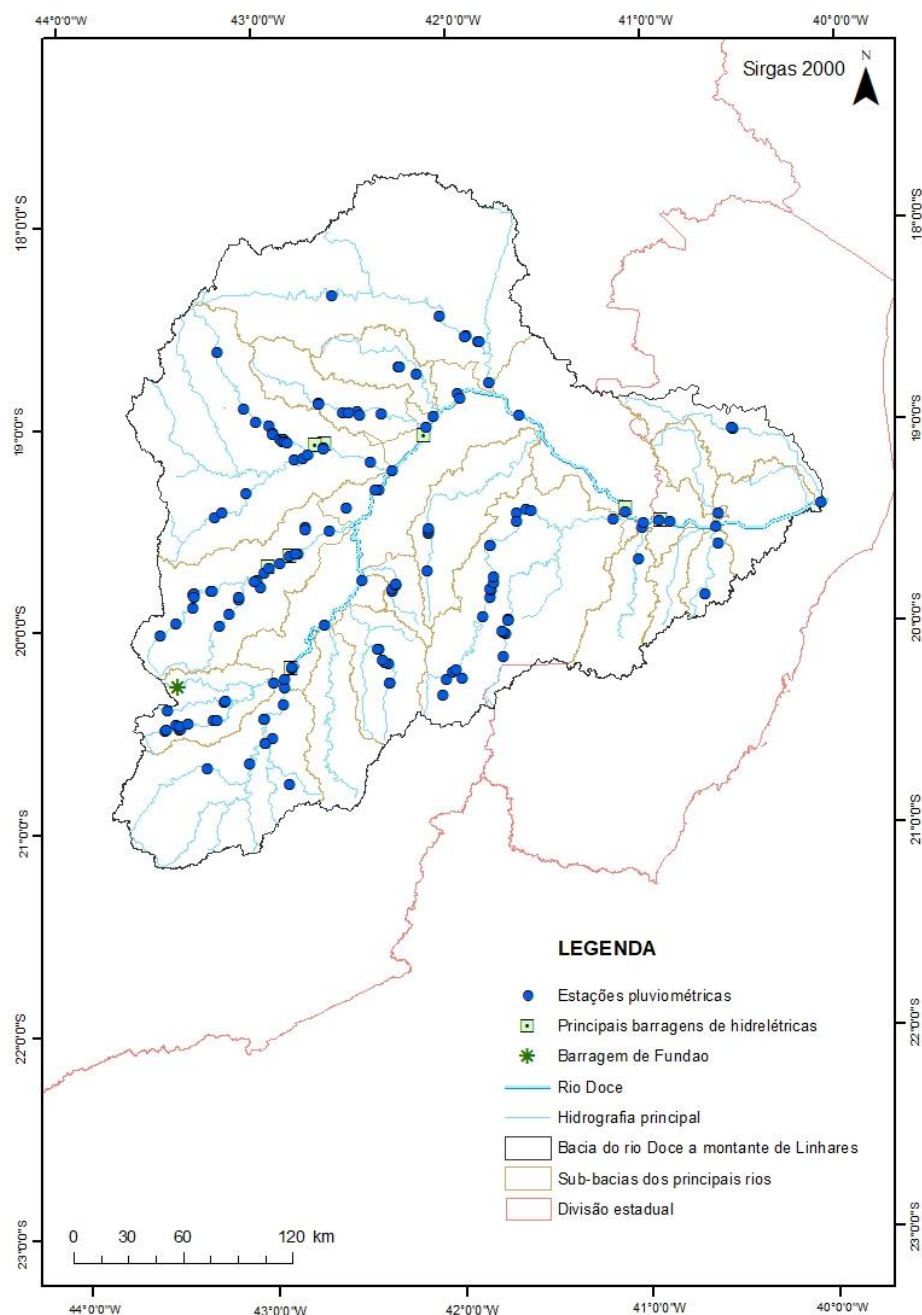 44°0'0"W 43°0'0"W 42°0'0"W 41°0'0"W 40°0'0"W
Sirgas 2000
N
18°0'0"S 18°0'0"S
19°0'0"S 19°0'0"S
20°0'0"S 20°0'0"S
21°0'0"S 21°0'0"S
LEGENDA
Estações pluviométricas
Principais barragens de hidrelétricas
22°0'0"S 22°0'0"S
Barragem de Fundao
Rio Doce
Hidrografia principal
Bacia do rio Doce a montante de Linhares
Sub-bacias dos principais rios
Divisão estadual
0 30 60 120 km
23°0'0"S 23°0'0"S
44°0'0"W 43°0'0"W 42°0'0"W 41°0'0"W 40°0'0"W